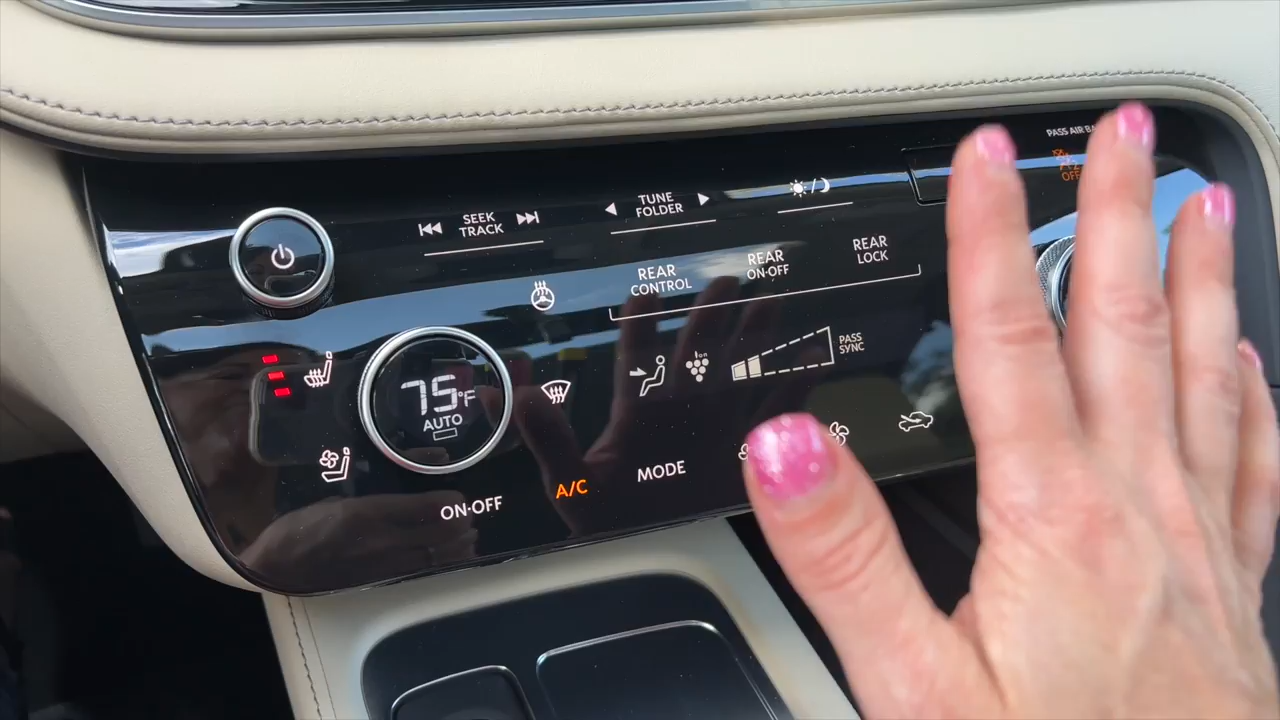 PASS AIR
OFF
SEEK
TRACK
TUNE
FOLDER
REAR
CONTROL
REAR
ON·OFF
REAR
LOCK
PASS
SYNC
ion
75°F
AUTO
ON·OFF
A/C
MODE